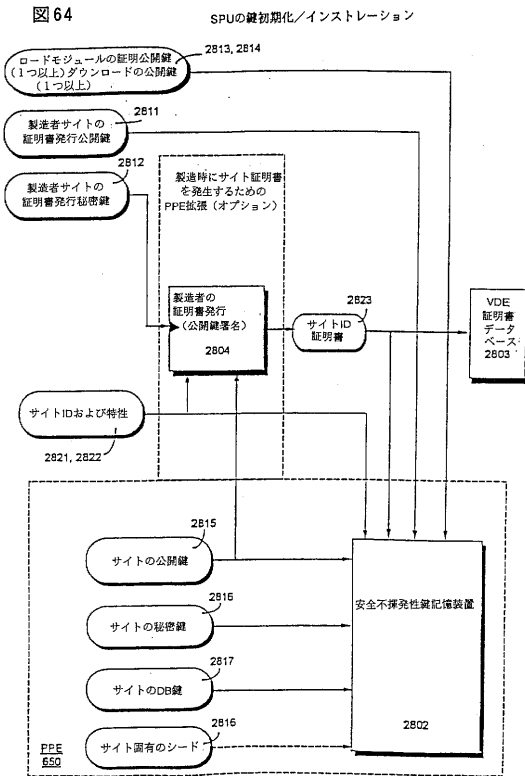 図64
SPUの鍵初期化／インストレーション
ロードモジュールの証明公開鍵
(1つ以上)ダウンロードの公開鍵
(1つ以上)
2813, 2814
製造者サイトの
証明書発行公開鍵
2811
製造者サイトの
証明書発行秘密鍵
2812
製造時にサイト証明書
を発生するための
PPE拡張(オプション)
製造者の
証明書発行
(公開鍵署名)
2804
2823
サイトID
証明書
VDE
証明書
データ
ベース
2803
サイトIDおよび特性
2821, 2822
サイトの公開鍵
2815
サイトの秘密鍵
2816
サイトのDB鍵
2817
サイト固有のシード
2816
安全不揮発性鍵記憶装置
2802
PPE
650